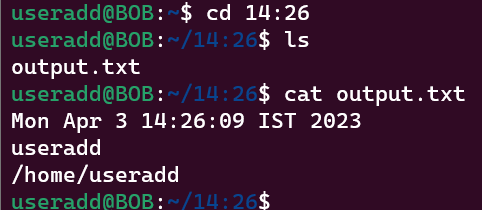 useradd@BOB:~$ cd 14:26
useradd@BOB:~/14:26$ ls
output.txt
useradd@BOB:~/14:26$ cat output.txt
Mon Apr 3 14:26:09 IST 2023
useradd
/home/useradd
useradd@BOB:~/14:26$